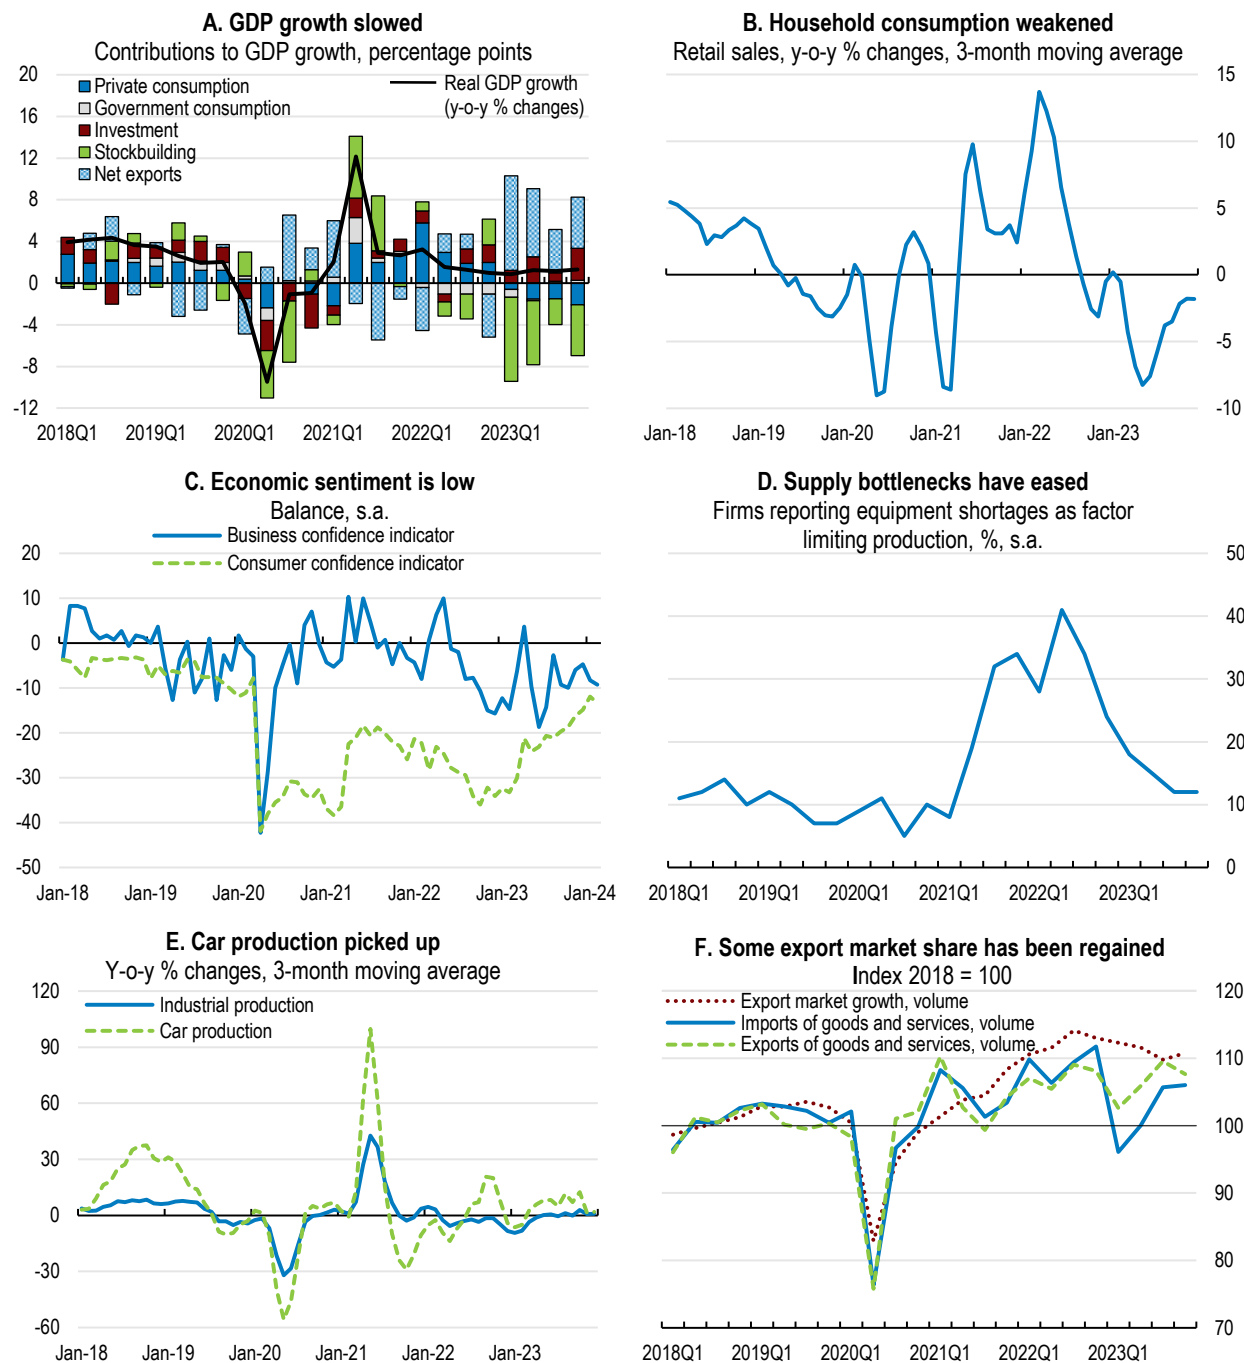 A. GDP growth slowed
Contributions to GDP growth, percentage points
20
16
12
8
4
0
-4
-8
-12
Private consumption
Government consumption
Investment
Stockbuilding
Net exports
Real GDP growth
(y-o-y % changes)
2018Q1
2019Q1
2020Q1
2021Q1
2022Q1
2023Q1
B. Household consumption weakened
Retail sales, y-o-y % changes, 3-month moving average
15
10
5
0
-5
-10
Jan-18
Jan-19
Jan-20
Jan-21
Jan-22
Jan-23
C. Economic sentiment is low
Balance, s.a.
Business confidence indicator
Consumer confidence indicator
20
10
0
-10
-20
-30
-40
-50
Jan-18
Jan-19
Jan-20
Jan-21
Jan-22
Jan-23
Jan-24
D. Supply bottlenecks have eased
Firms reporting equipment shortages as factor
limiting production, %, s.a.
50
40
30
20
10
0
2018Q1
2019Q1
2020Q1
2021Q1
2022Q1
2023Q1
E. Car production picked up
Y-o-y % changes, 3-month moving average
120
90
60
30
0
-30
-60
Industrial production
Car production
Jan-18
Jan-19
Jan-20
Jan-21
Jan-22
Jan-23
F. Some export market share has been regained
Index 2018 = 100
Export market growth, volume
Imports of goods and services, volume
Exports of goods and services, volume
120
110
100
90
80
70
2018Q1
2019Q1
2020Q1
2021Q1
2022Q1
2023Q1